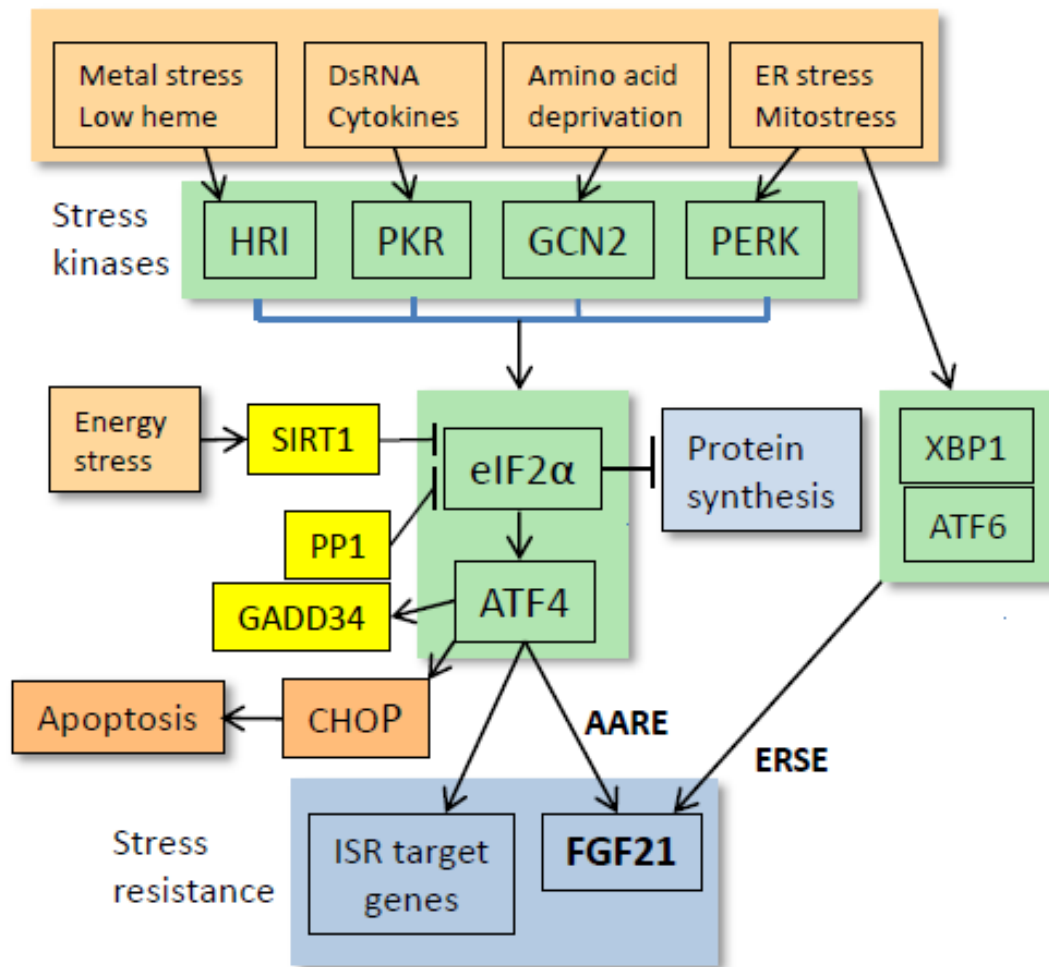 Metal stress
Low heme
DsRNA
Cytokines
Amino acid
deprivation
ER stress
Mitostress
Stress
kinases
HRI
PKR
GCN2
PERK
Energy
stress
SIRT1
eIF2α
Protein
synthesis
XBP1
ATF6
PP1
GADD34
ATF4
Apoptosis
CHOP
AARE
ERSE
Stress
resistance
ISR target
genes
FGF21